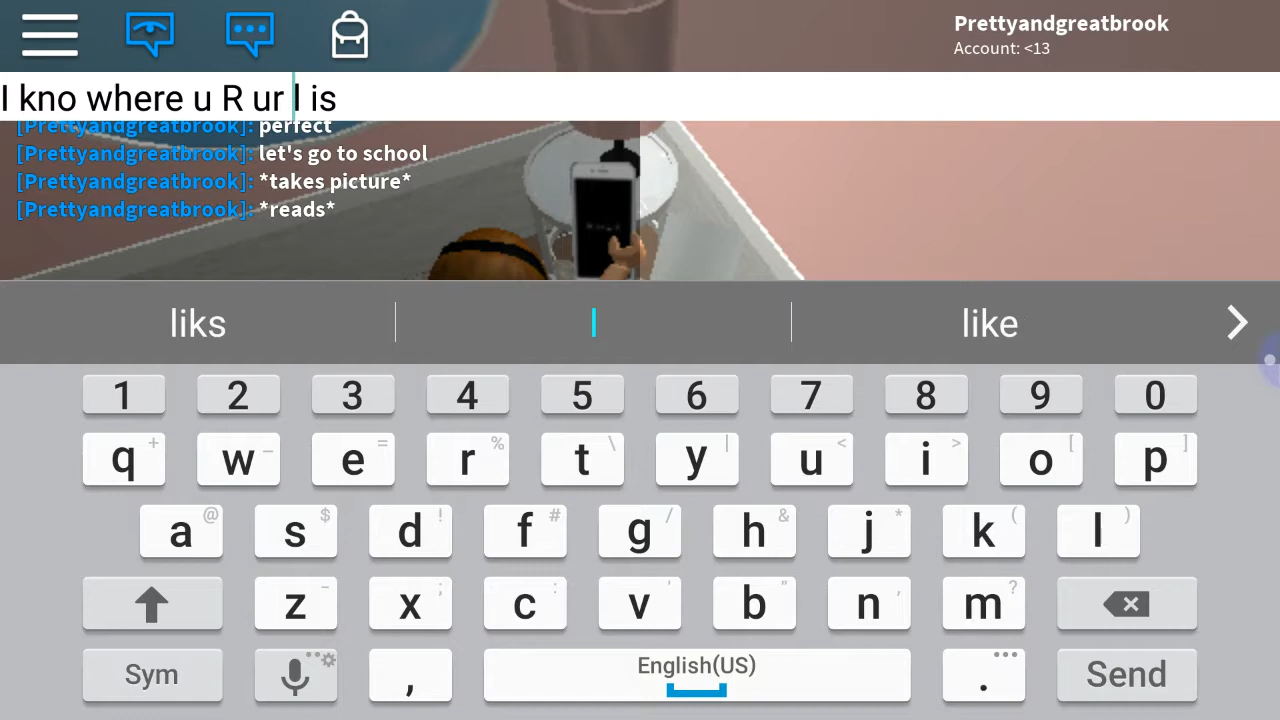 Prettyandgreatbrook
Account: <13
I kno where u R ur l is
[Prettyandgreatbrook]: perfect
[Prettyandgreatbrook]: let's go to school
[Prettyandgreatbrook]: *takes picture*
[Prettyandgreatbrook]: *reads*
liks l like
1 2 3 4 5 6 7 8 9 0
q + w – e = r % t \ y | u < i > o [ p ]
a @ s $ d ! f # g / h & j * k ( l )
z - x ; c : v ' b " n , m ?
Sym , English(US) . Send